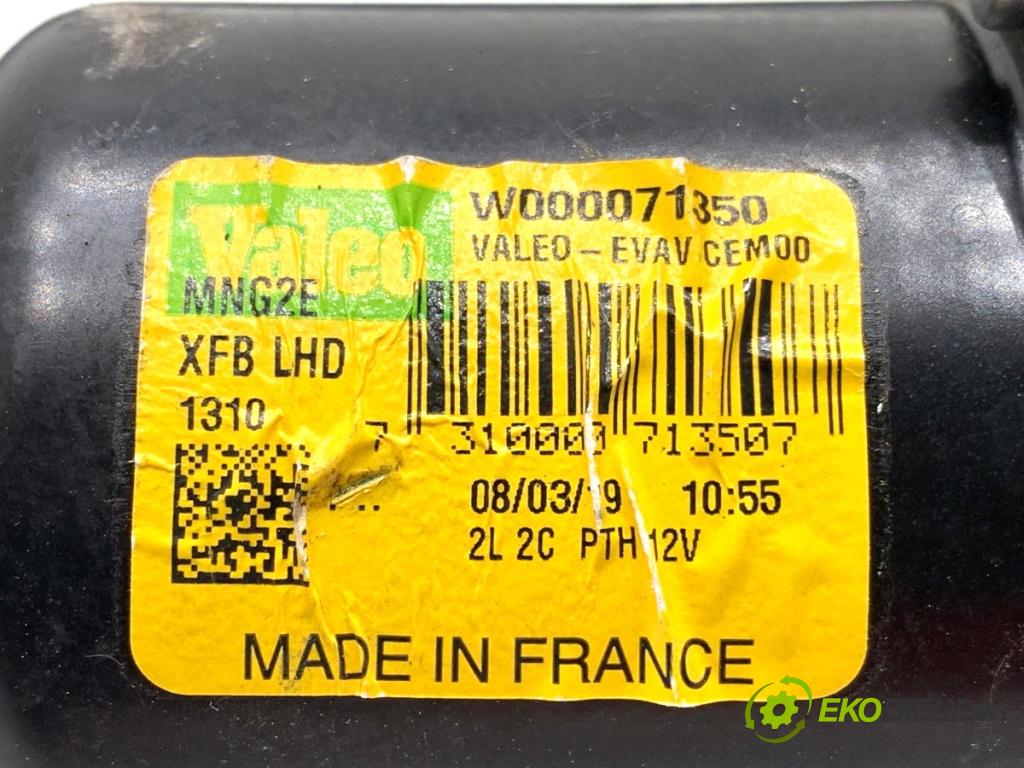 Valeo
W000071350
VALEO-EVAV CEM00
MNG2E
XFB LHD
1310
7 310000 713507
08/03/19 10:55
2L 2C PTH 12V
MADE IN FRANCE
EKO